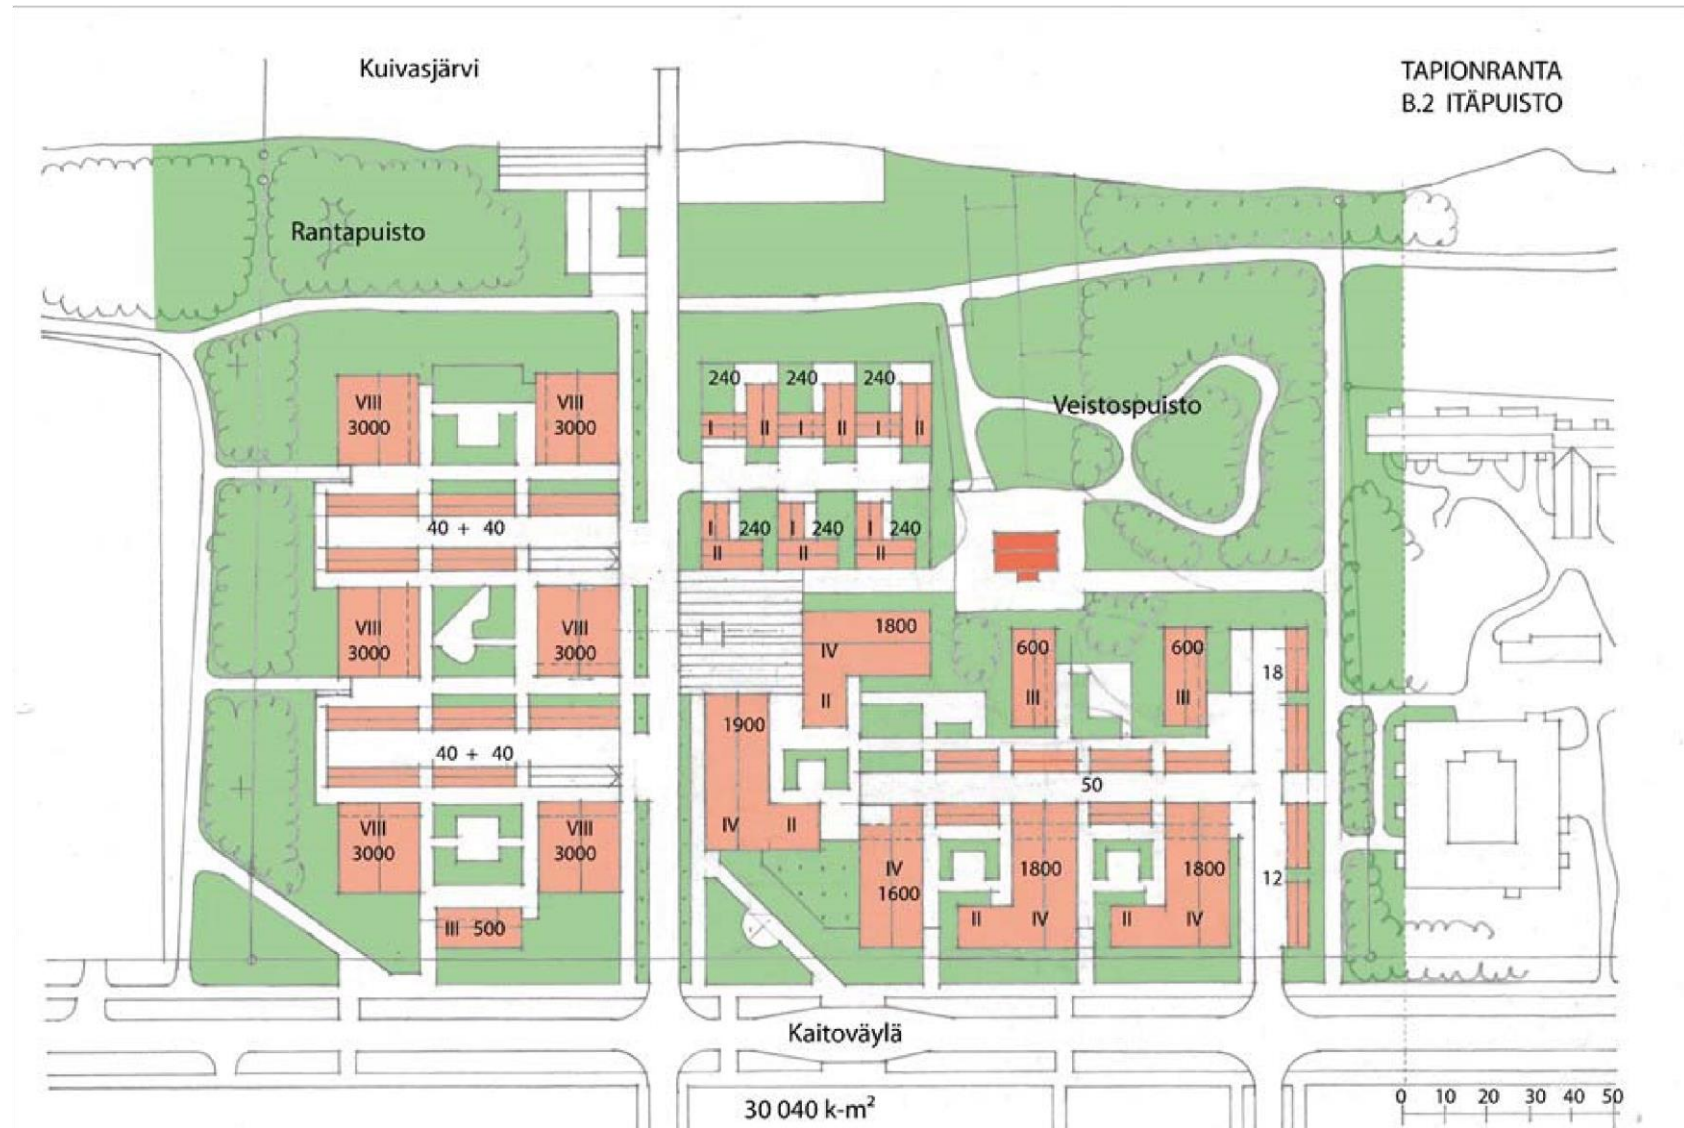 Kuivasjärvi
TAPIONRANTA
B.2 ITÄPUISTO
Rantapuisto
VIII
3000
VIII
3000
240
240
240
I
II
I
II
I
II
Veistospuisto
40 + 40
I
240
I
240
I
240
II
II
II
VIII
3000
VIII
3000
1800
IV
II
600
III
600
III
18
1900
IV
II
40 + 40
50
VIII
3000
VIII
3000
IV
1600
1800
II
IV
1800
II
IV
12
III 500
Kaitoväylä
30 040 k-m²
0 10 20 30 40 50